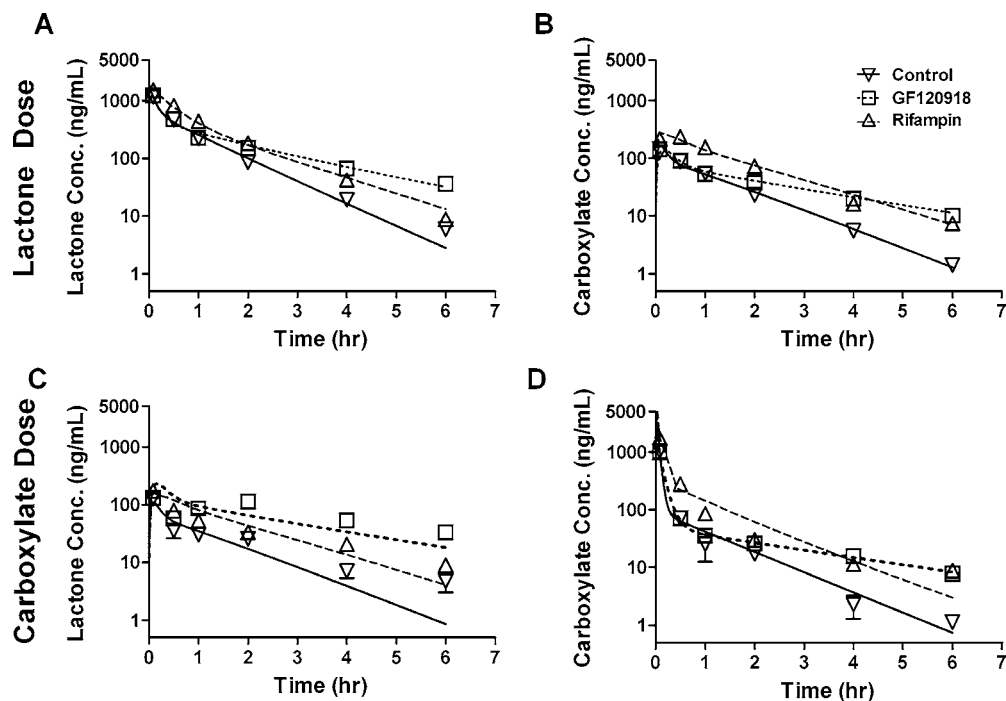 A
B
Lactone Dose
Lactone Conc. (ng/mL)
5000
1000
100
10
1
0 1 2 3 4 5 6 7
Time (hr)
Carboxylate Conc. (ng/mL)
5000
1000
100
10
1
0 1 2 3 4 5 6 7
Time (hr)
Control
GF120918
Rifampin
C
D
Carboxylate Dose
Lactone Conc. (ng/mL)
5000
1000
100
10
1
0 1 2 3 4 5 6 7
Time (hr)
Carboxylate Conc. (ng/mL)
5000
1000
100
10
1
0 1 2 3 4 5 6 7
Time (hr)